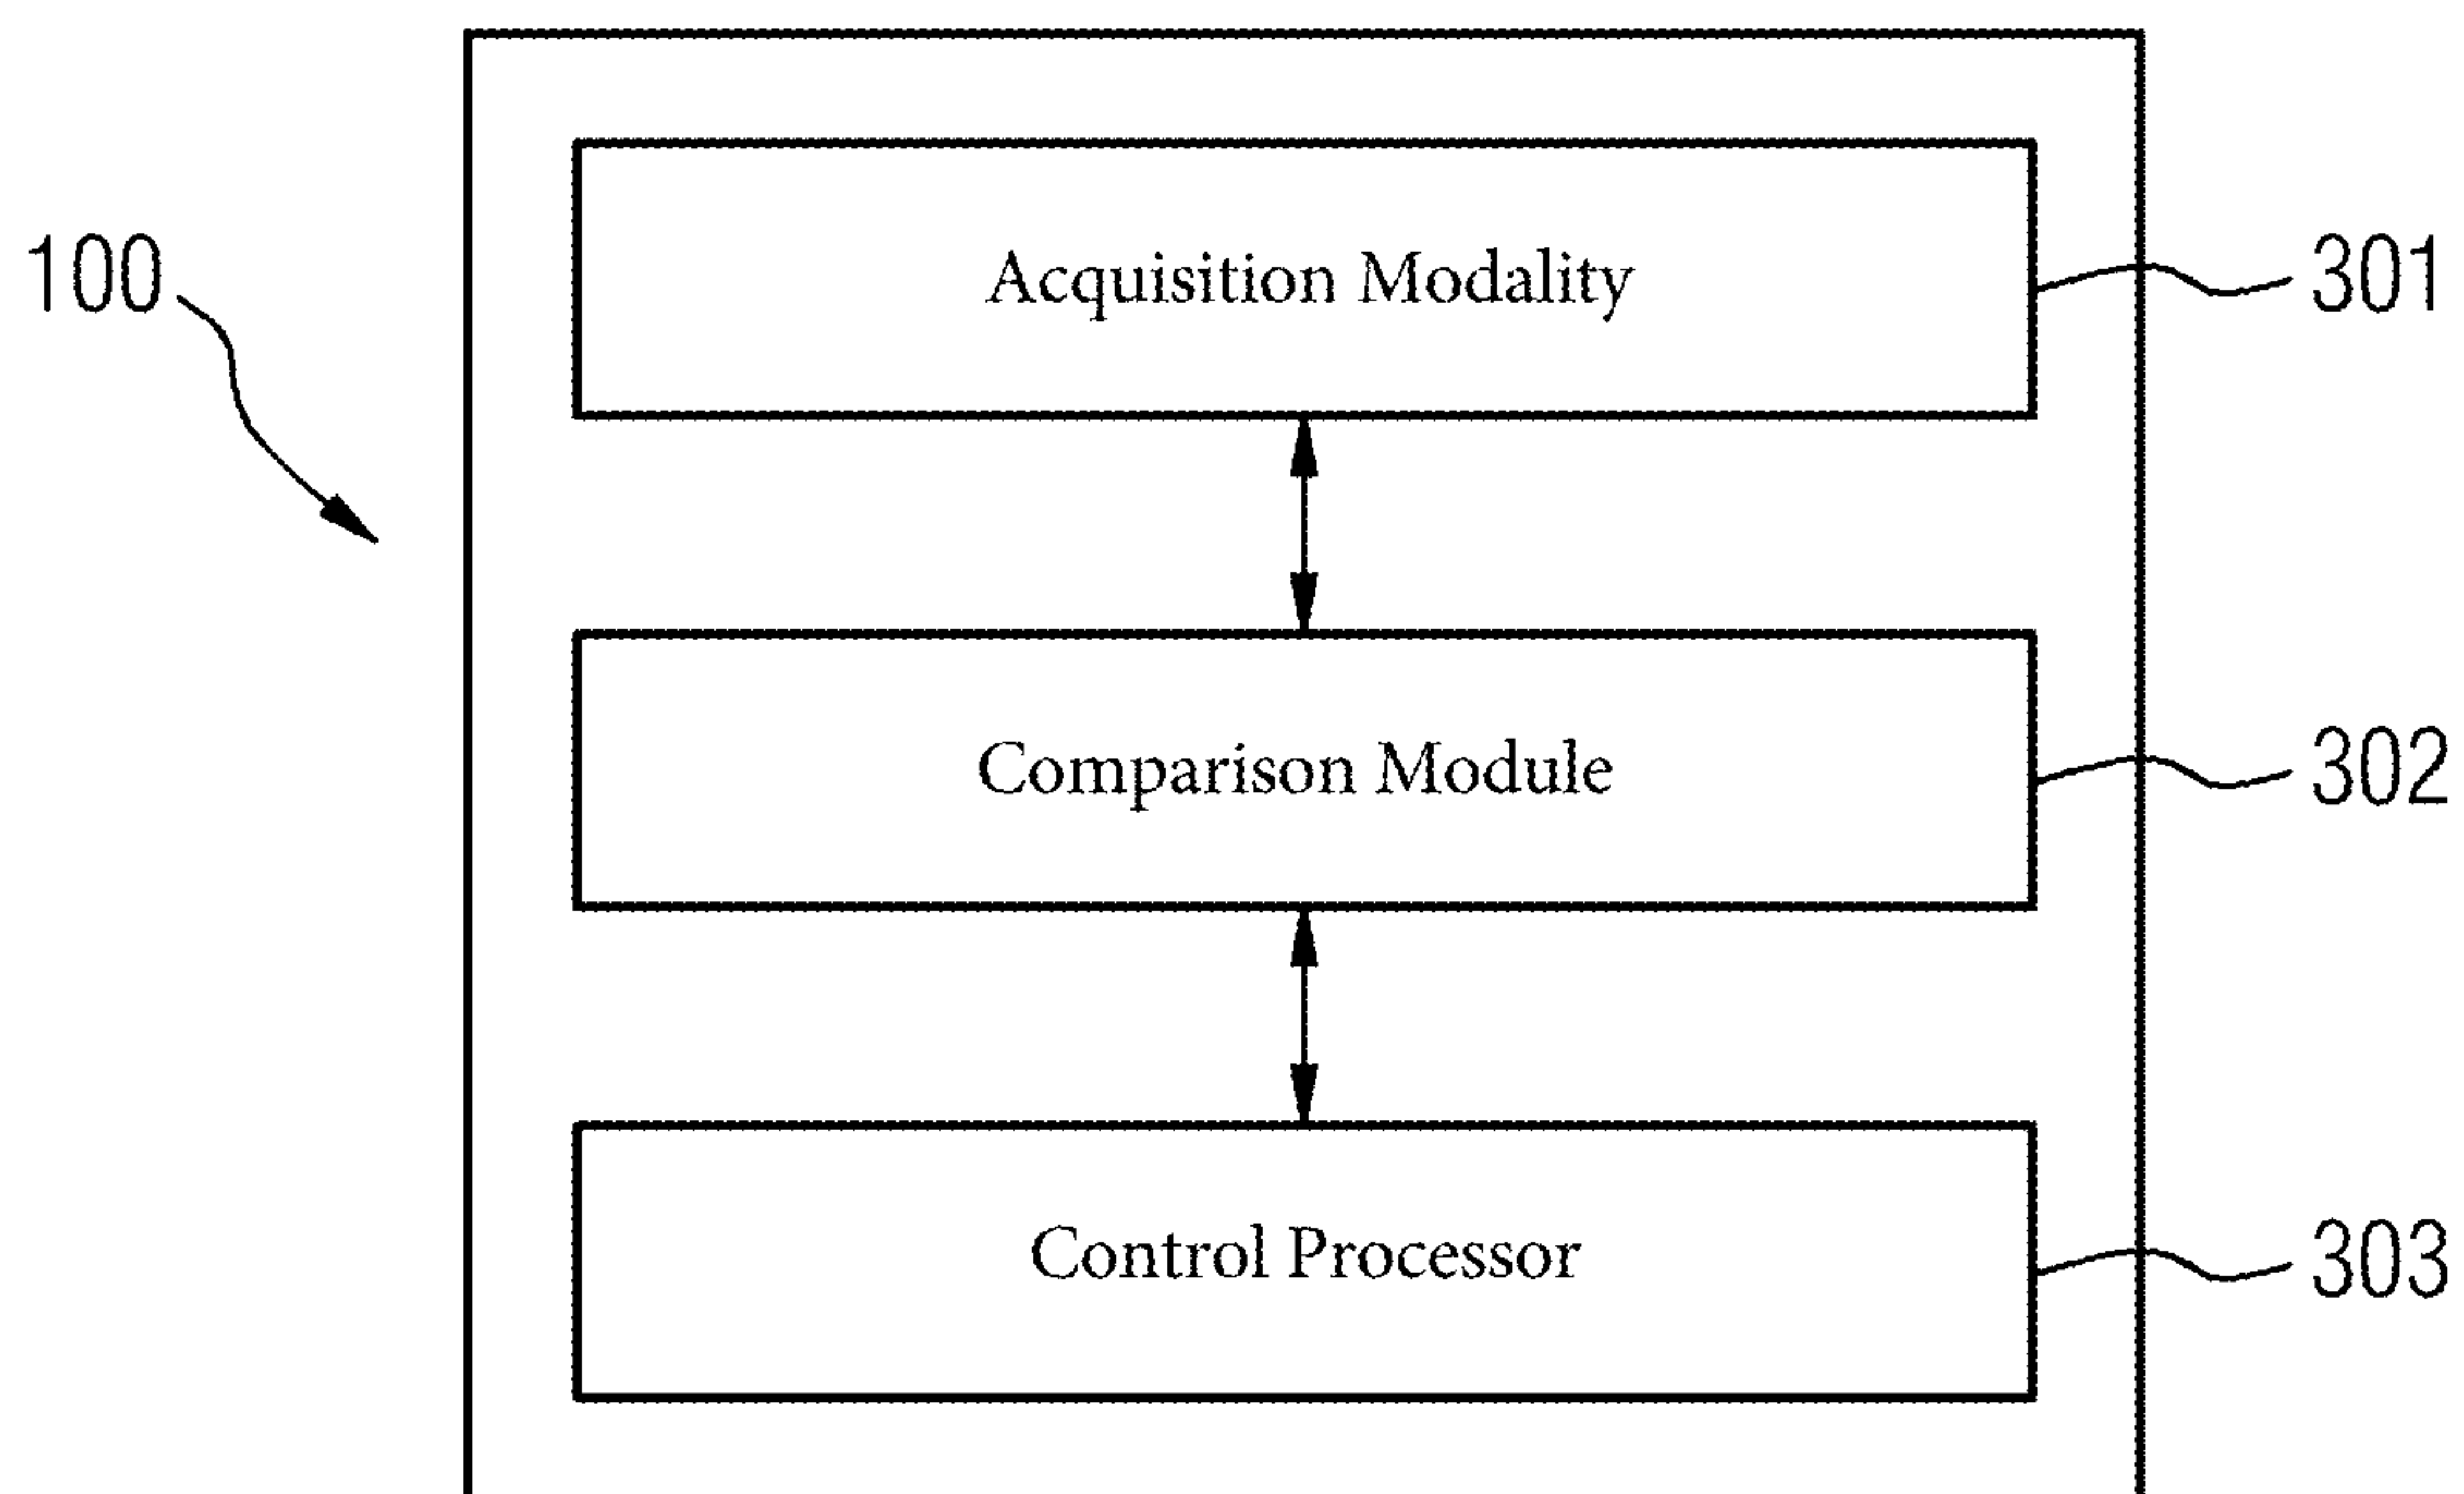 100
Acquisition Modality
301
Comparison Module
302
Control Processor
303